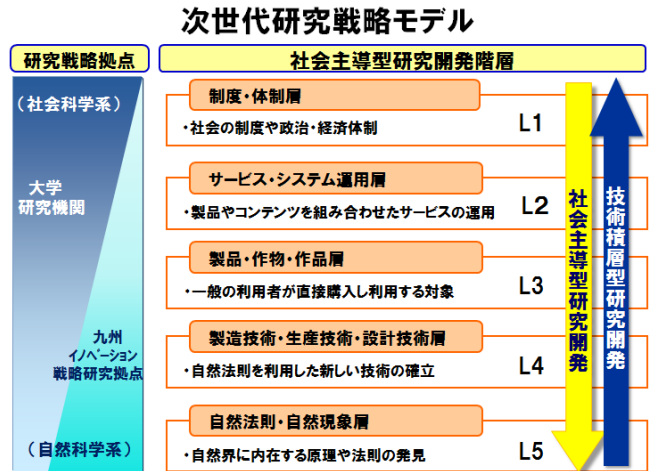 次世代研究戦略モデル
研究戦略拠点
社会主導型研究開発階層
（社会科学系）
大学
研究機関
九州
イノベーション
戦略研究拠点
（自然科学系）
制度・体制層
・社会の制度や政治・経済体制
L1
サービス・システム運用層
・製品やコンテンツを組み合わせたサービスの運用
L2
製品・作物・作品層
・一般の利用者が直接購入し利用する対象
L3
製造技術・生産技術・設計技術層
・自然法則を利用した新しい技術の確立
L4
自然法則・自然現象層
・自然界に内在する原理や法則の発見
L5
社会主導型研究開発
技術積層型研究開発